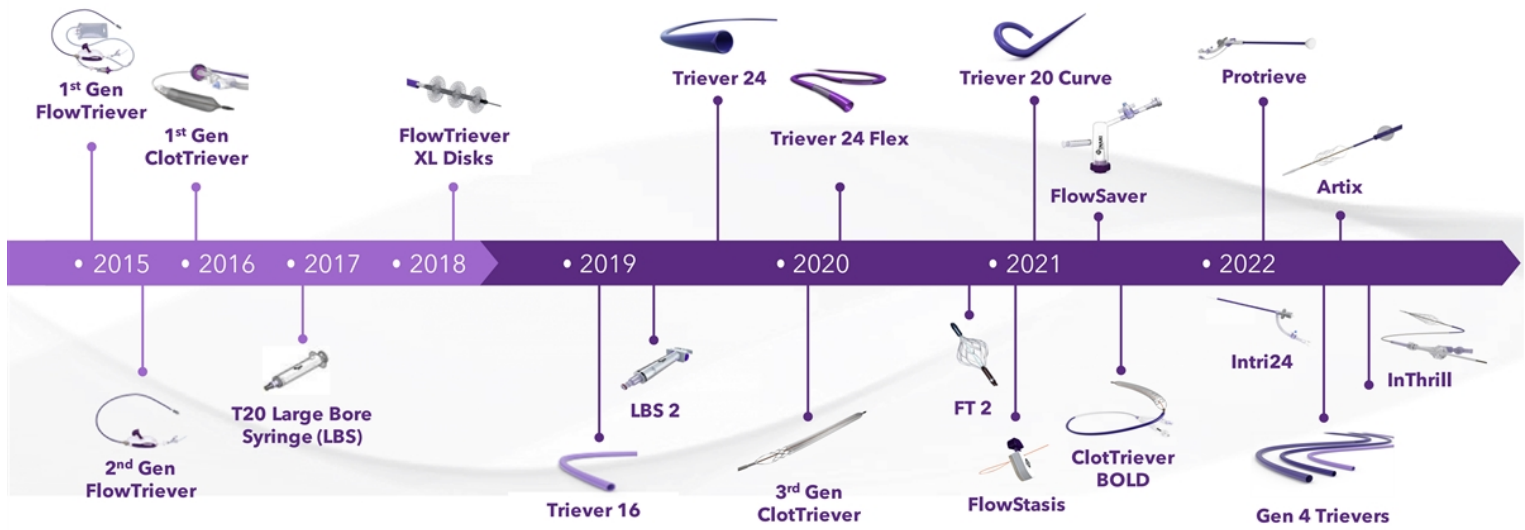 1st Gen
FlowTriever
1st Gen
ClotTriever
FlowTriever
XL Disks
Triever 24
Triever 24 Flex
Triever 20 Curve
FlowSaver
Protrieve
Artix
• 2015
• 2016
• 2017
• 2018
• 2019
• 2020
• 2021
• 2022
2nd Gen
FlowTriever
T20 Large Bore
Syringe (LBS)
Triever 16
LBS 2
3rd Gen
ClotTriever
FT 2
FlowStasis
ClotTriever
BOLD
Intri24
Gen 4 Trievers
InThrill